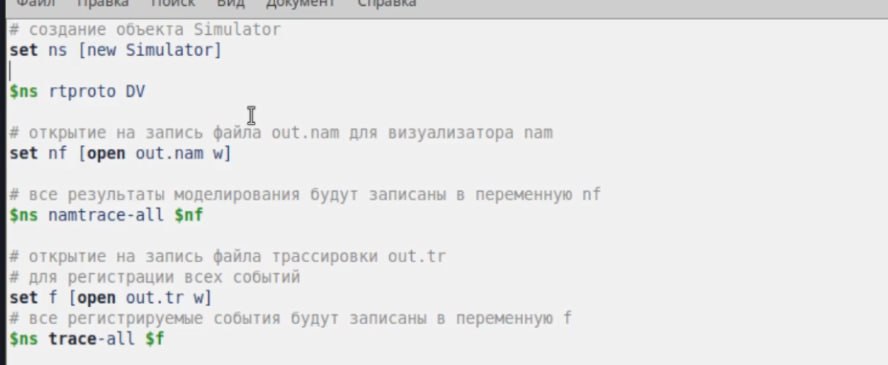 Файл Правка Поиск Вид Документ Справка
# создание объекта Simulator
set ns [new Simulator]
$ns rtproto DV
# открытие на запись файла out.nam для визуализатора nam
set nf [open out.nam w]
# все результаты моделирования будут записаны в переменную nf
$ns namtrace-all $nf
# открытие на запись файла трассировки out.tr
# для регистрации всех событий
set f [open out.tr w]
# все регистрируемые события будут записаны в переменную f
$ns trace-all $f